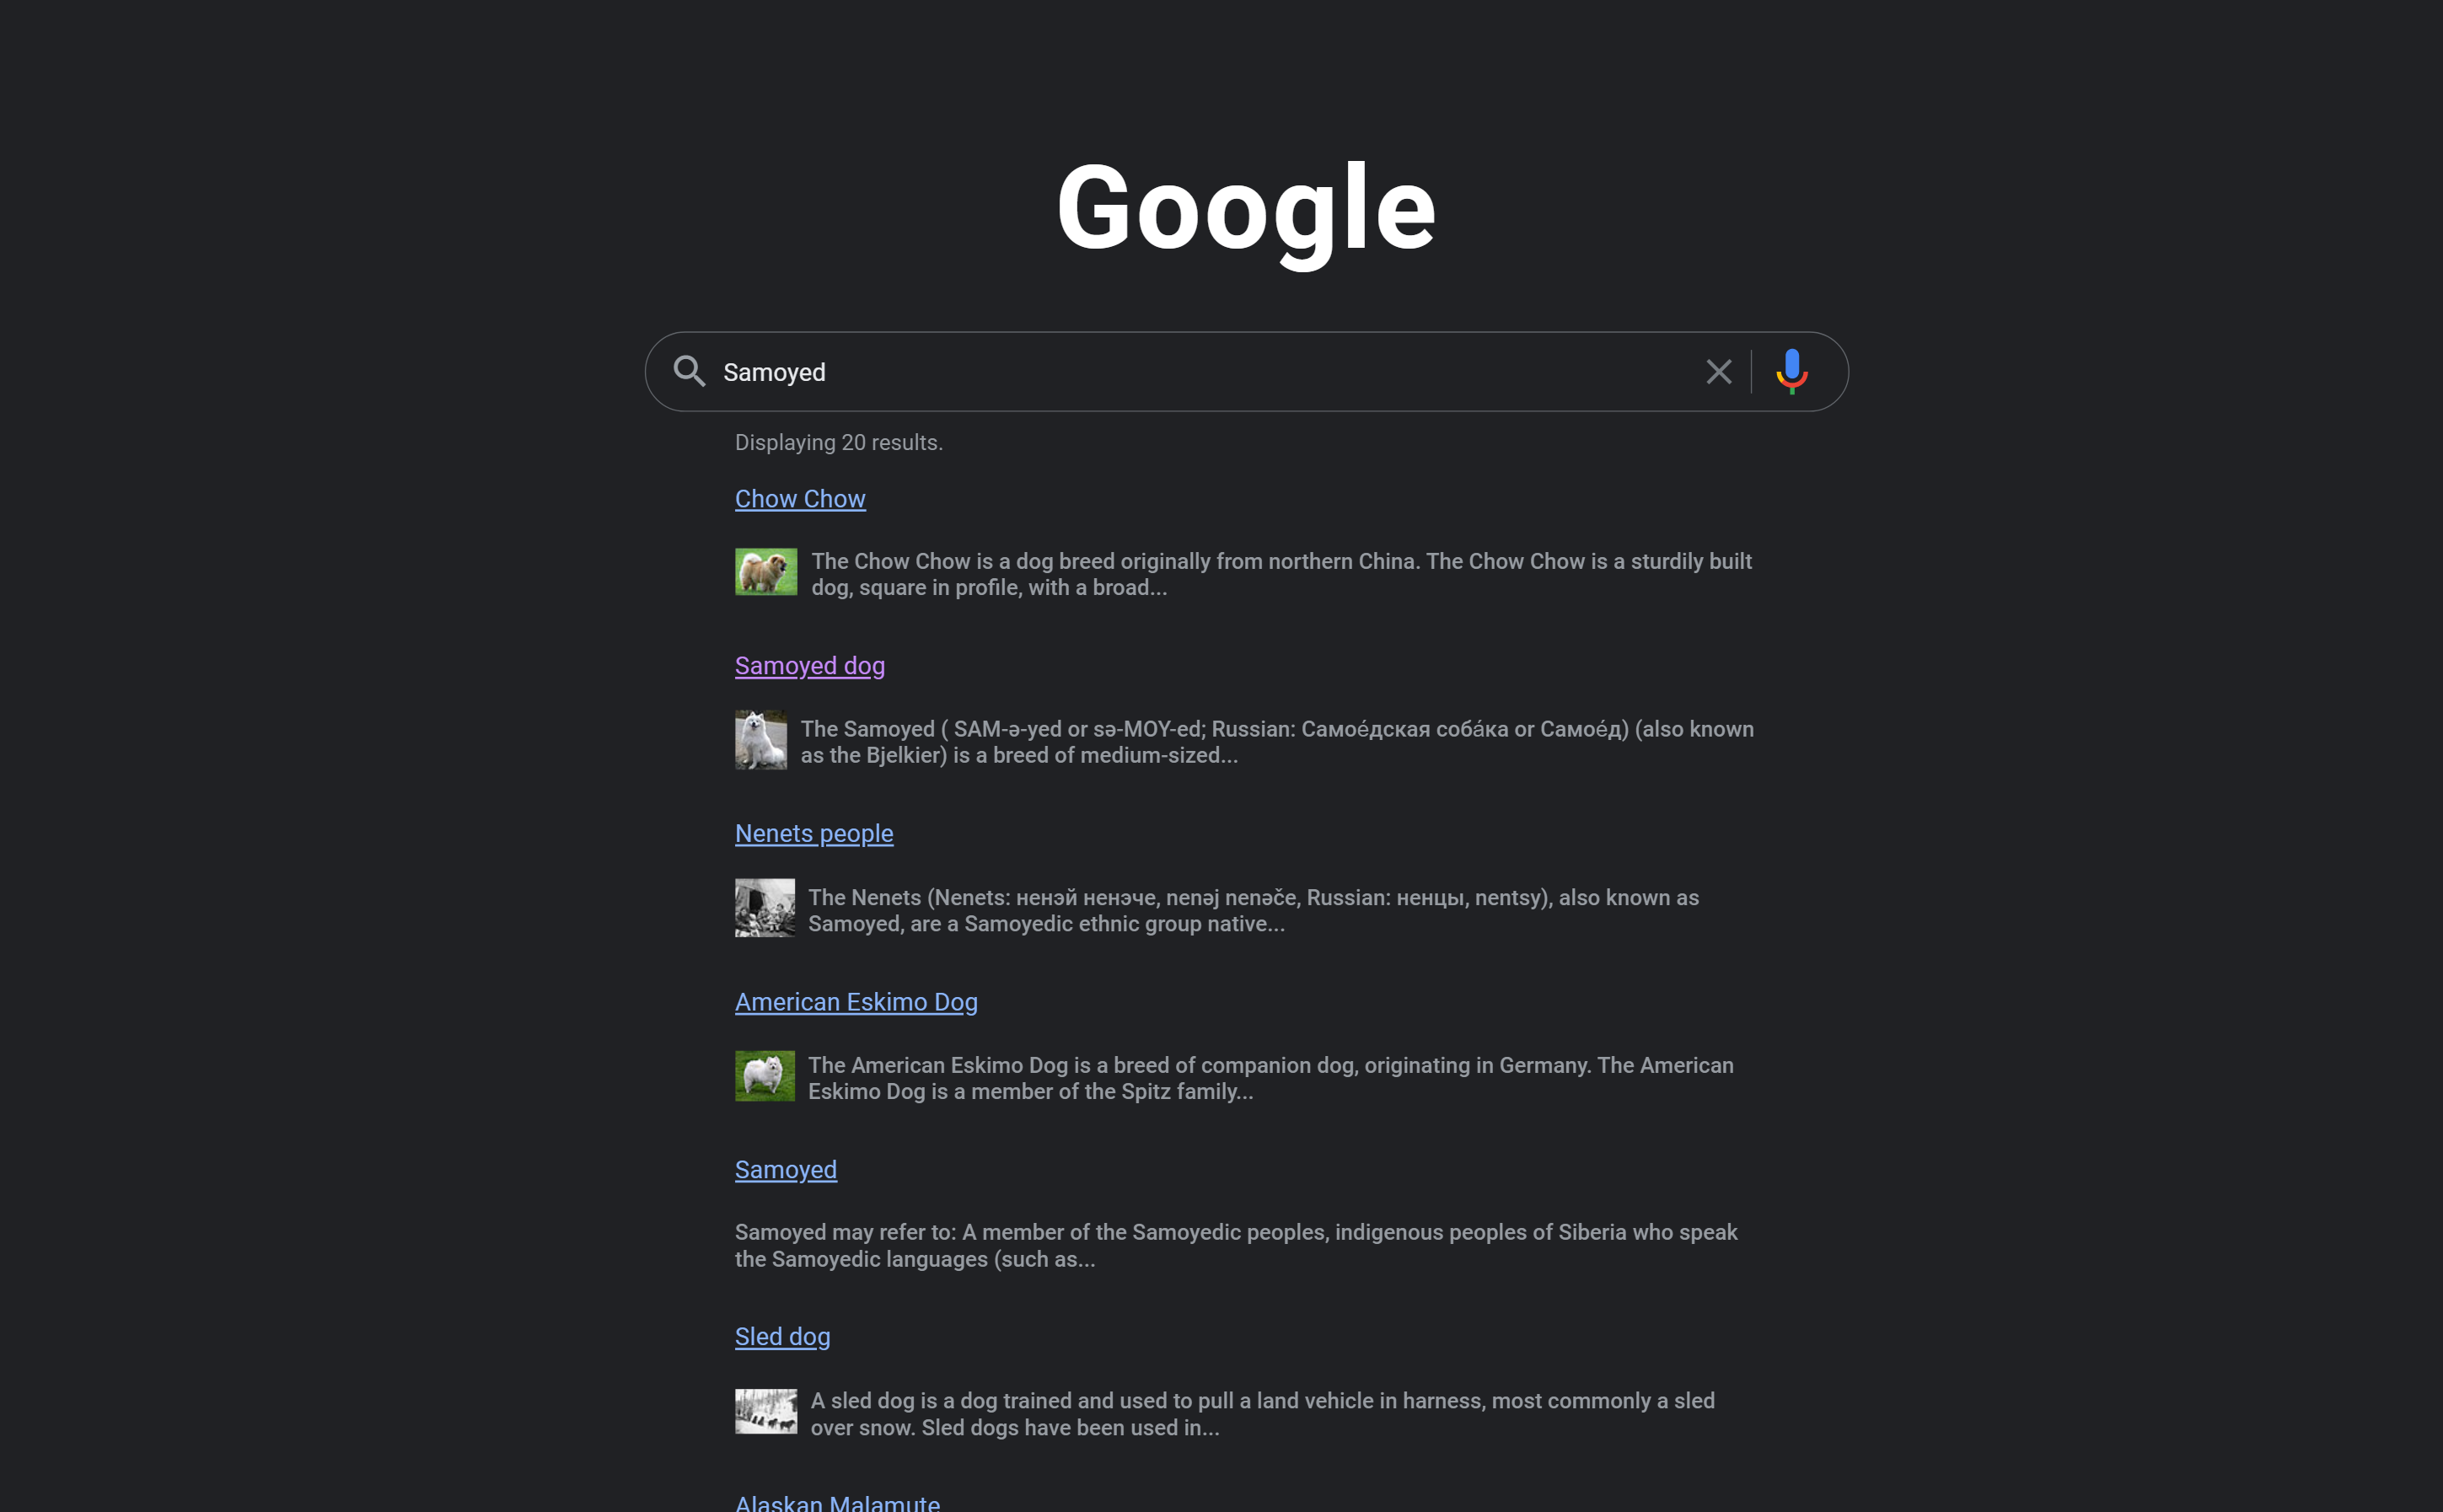 Google
Samoyed
Displaying 20 results.
Chow Chow
The Chow Chow is a dog breed originally from northern China. The Chow Chow is a sturdily built
dog, square in profile, with a broad...
Samoyed dog
The Samoyed ( SAM-ə-yed or sə-MOY-ed; Russian: Самое́дская соба́ка or Самое́д) (also known
as the Bjelkier) is a breed of medium-sized...
Nenets people
The Nenets (Nenets: ненэй ненэче, nenəj nenəče, Russian: ненцы, nentsy), also known as
Samoyed, are a Samoyedic ethnic group native...
American Eskimo Dog
The American Eskimo Dog is a breed of companion dog, originating in Germany. The American
Eskimo Dog is a member of the Spitz family...
Samoyed
Samoyed may refer to: A member of the Samoyedic peoples, indigenous peoples of Siberia who speak
the Samoyedic languages (such as...
Sled dog
A sled dog is a dog trained and used to pull a land vehicle in harness, most commonly a sled
over snow. Sled dogs have been used in...
Alaskan Malamute